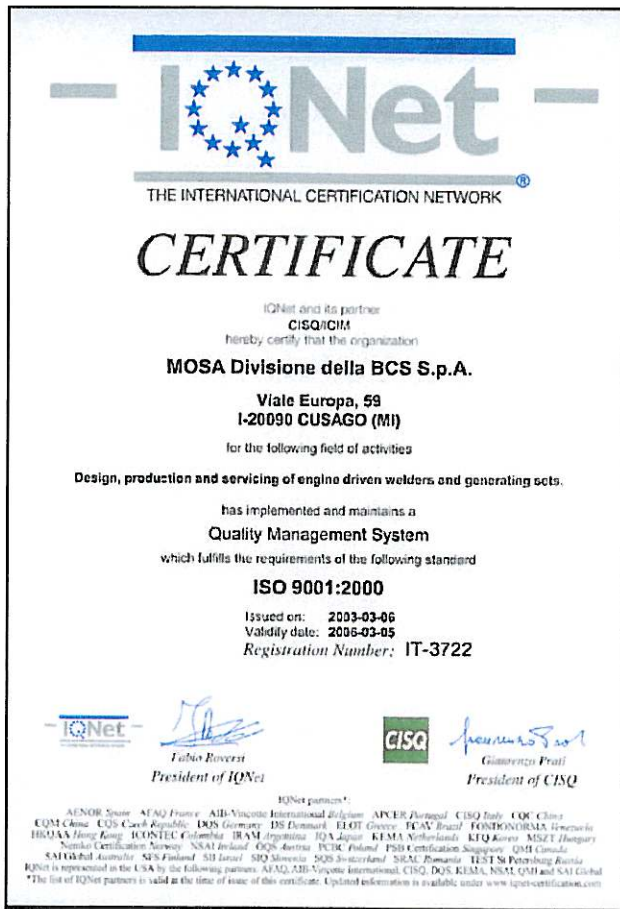 IQNet
®
THE INTERNATIONAL CERTIFICATION NETWORK
CERTIFICATE
IQNet and its partner
CISQ/ICIM
hereby certify that the organization
MOSA Divisione della BCS S.p.A.
Viale Europa, 59
I-20090 CUSAGO (MI)
for the following field of activities
Design, production and servicing of engine driven welders and generating sets.
has implemented and maintains a
Quality Management System
which fulfills the requirements of the following standard
ISO 9001:2000
Issued on: 2003-03-06
Validity date: 2006-03-05
Registration Number: IT-3722
IQNet
CISQ
Fabio Roversi
Gianrenzo Prati
President of IQNet
President of CISQ
IQNet partners*:
AENOR Spain AFAQ France AIB-Vinçotte International Belgium APCER Portugal CISQ Italy CQC China
CQM China CQS Czech Republic DQS Germany DS Denmark ELOT Greece FCAV Brazil FONDONORMA Venezuela
HKQAA Hong Kong ICONTEC Colombia IRAM Argentina JQA Japan KEMA Netherlands KFQ Korea MSZT Hungary
Nemko Certification Norway NSAI Ireland ÖQS Austria PCBC Poland PSB Certification Singapore QMI Canada
SAI Global Australia SFS Finland SII Israel SIQ Slovenia SQS Switzerland SRAC Romania TEST St Petersburg Russia
IQNet is represented in the USA by the following partners: AFAQ, AIB-Vinçotte International, CISQ, DQS, KEMA, NSAI, QMI and SAI Global
*The list of IQNet partners is valid at the time of issue of this certificate. Updated information is available under www.iqnet-certification.com